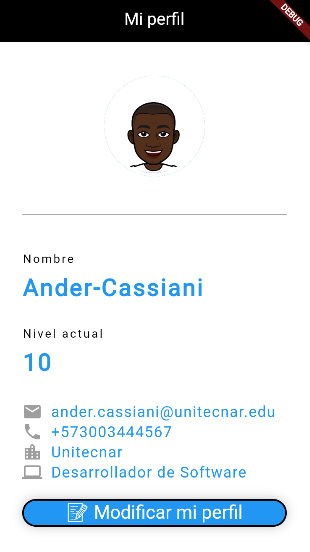 Mi perfil
DEBUG
Nombre
Ander-Cassiani
Nivel actual
10
ander.cassiani@unitecnar.edu
+573003444567
Unitecnar
Desarrollador de Software
Modificar mi perfil